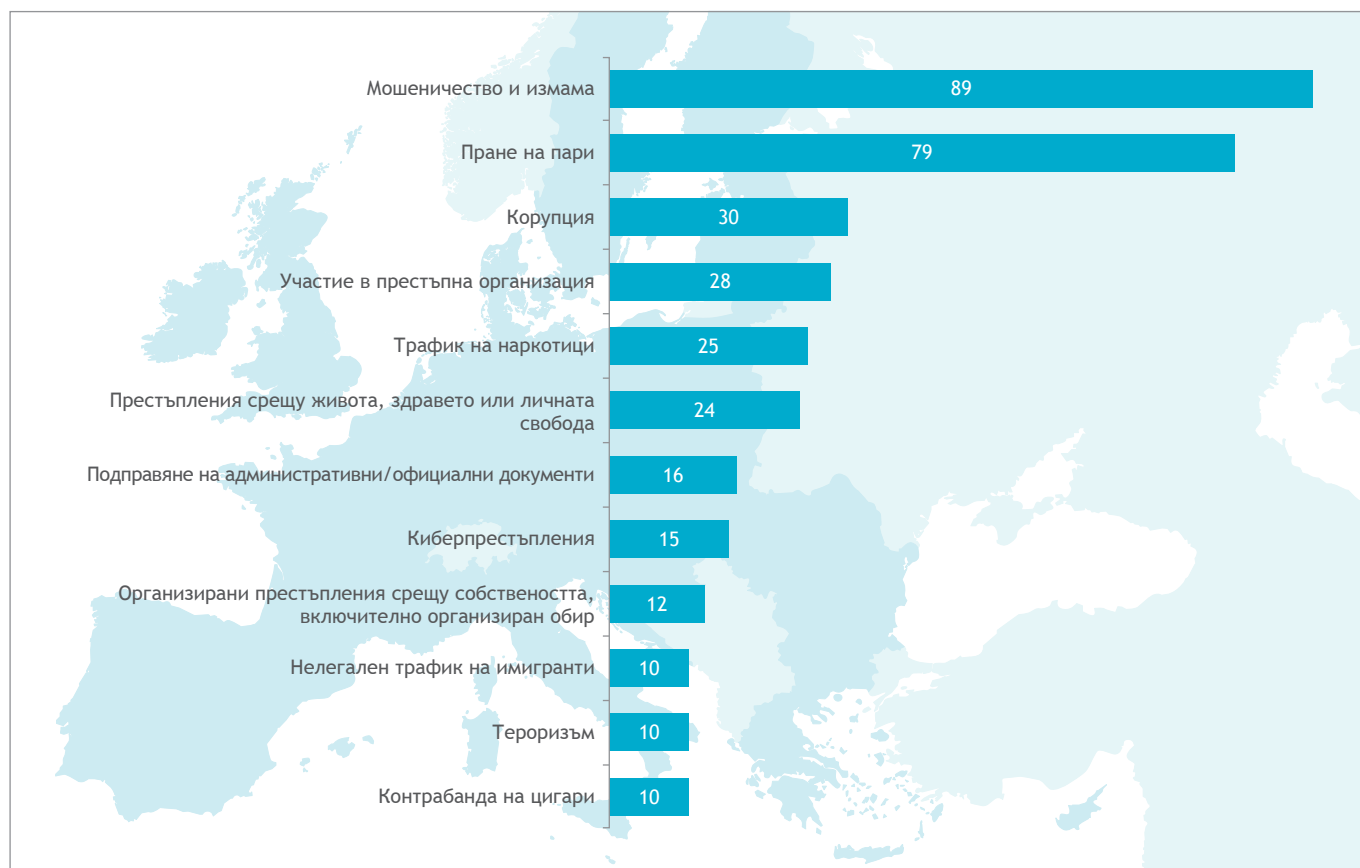 Мошеничество и измама
89
Пране на пари
79
Корупция
30
Участие в престъпна организация
28
Трафик на наркотици
25
Престъпления срещу живота, здравето или личната
свобода
24
Подправяне на административни/официални документи
16
Киберпрестъпления
15
Организирани престъпления срещу собствеността,
включително организиран обир
12
Нелегален трафик на имигранти
10
Тероризъм
10
Контрабанда на цигари
10